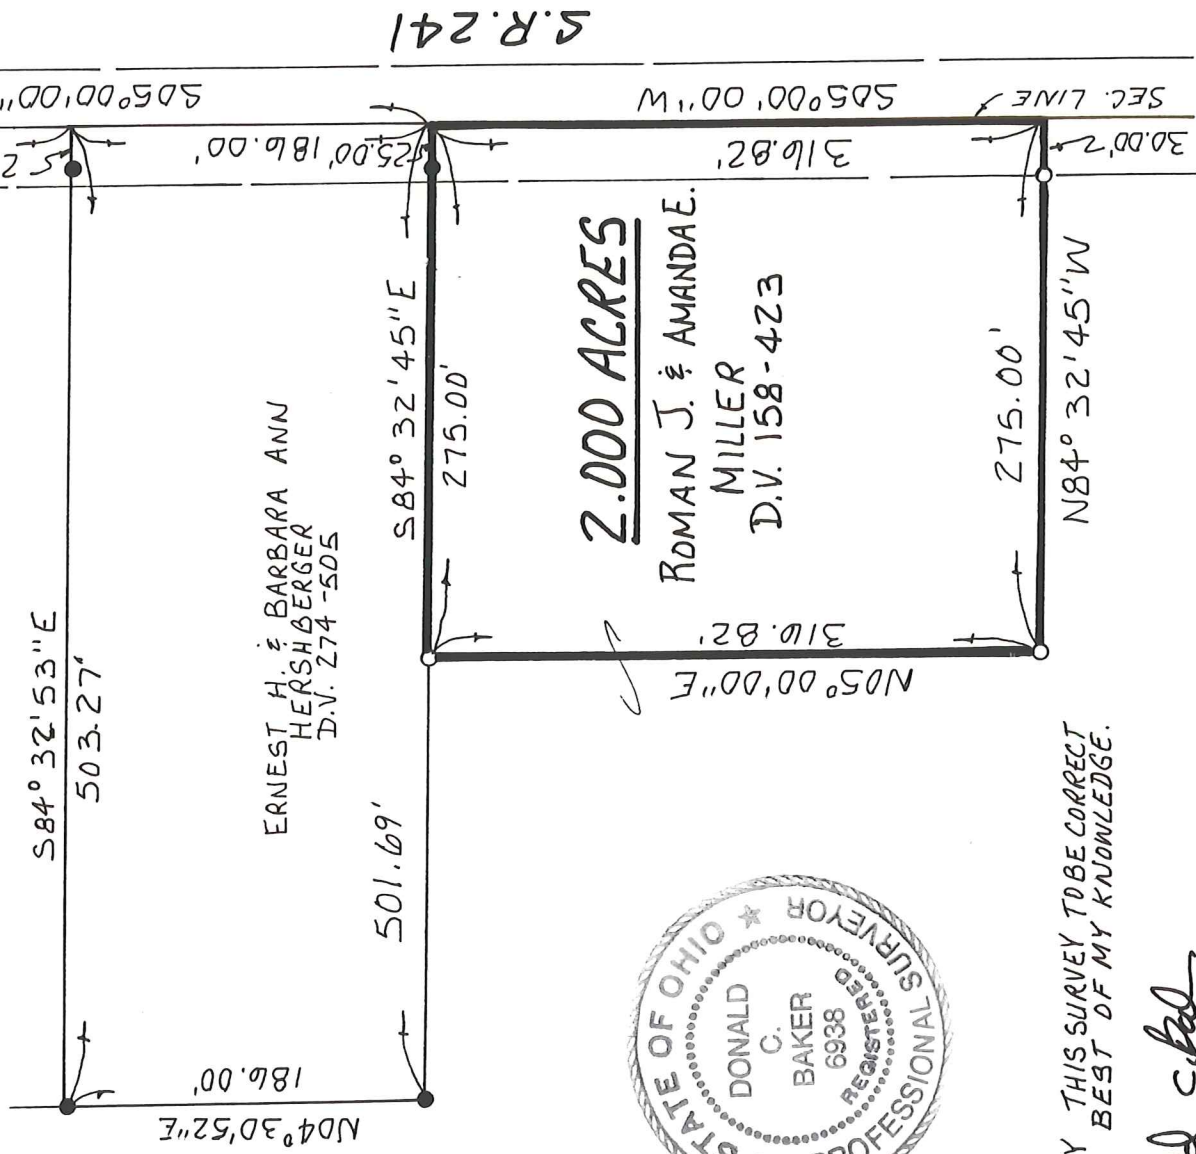 S.R. 241
S05°00'00"
S05°00'00"W
SEC. LINE
25.00'
186.00'
316.82'
30.00'
S84° 32' 53"E
503.27'
ERNEST H. & BARBARA ANN
HERSHBERGER
D.V. 274-505
501.69'
186.00'
N04°30'52"E
S84° 32' 45"E
275.00'
2.000 ACRES
ROMAN J. & AMANDA E.
MILLER
D.V. 158-423
316.82'
N05°00'00"E
275.00'
N84° 32' 45"W
STATE OF OHIO
DONALD
C.
BAKER
6938
REGISTERED
PROFESSIONAL SURVEYOR
Y THIS SURVEY TO BE CORRECT
BEST OF MY KNOWLEDGE.